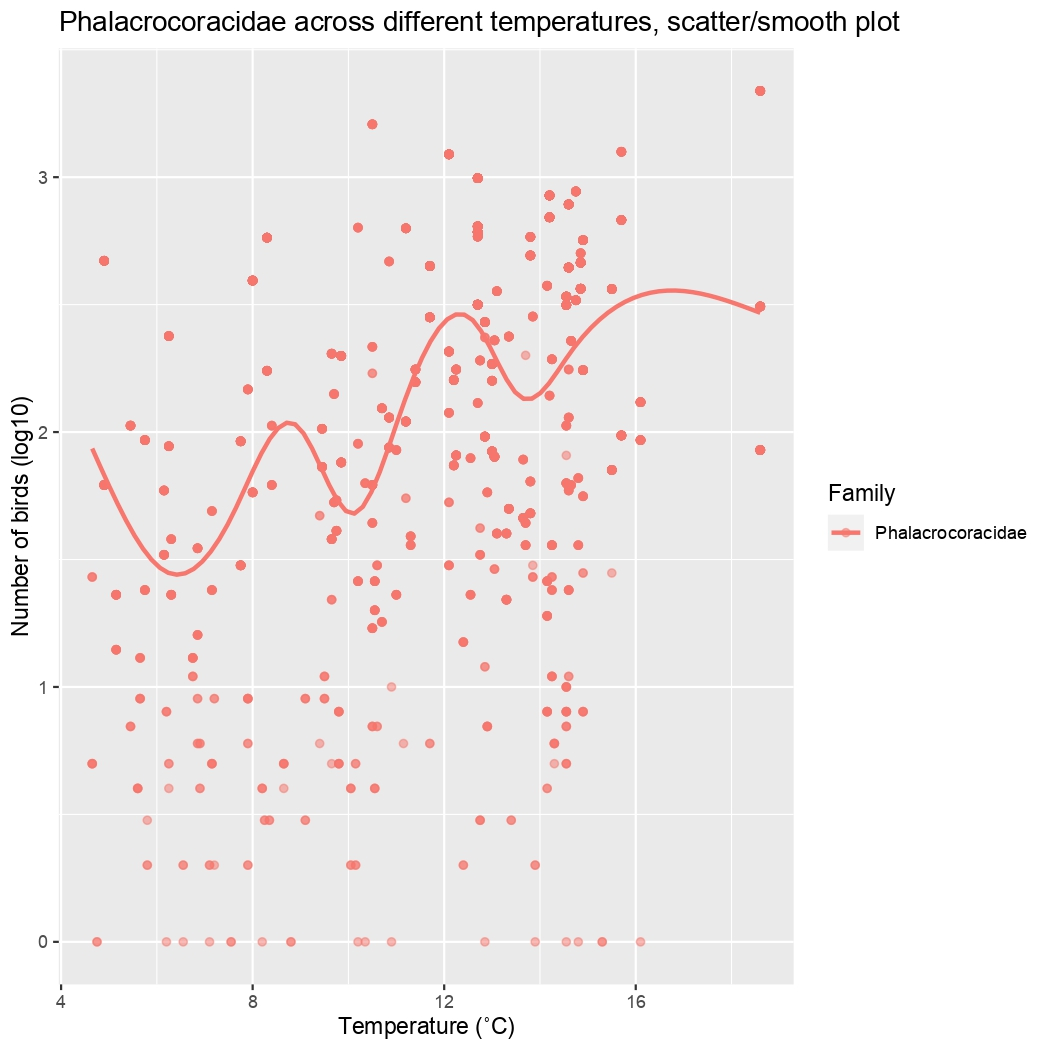 Phalacrocoracidae across different temperatures, scatter/smooth plot
3
2
1
0
Number of birds (log10)
4 8 12 16
Temperature (˚C)
Family
Phalacrocoracidae